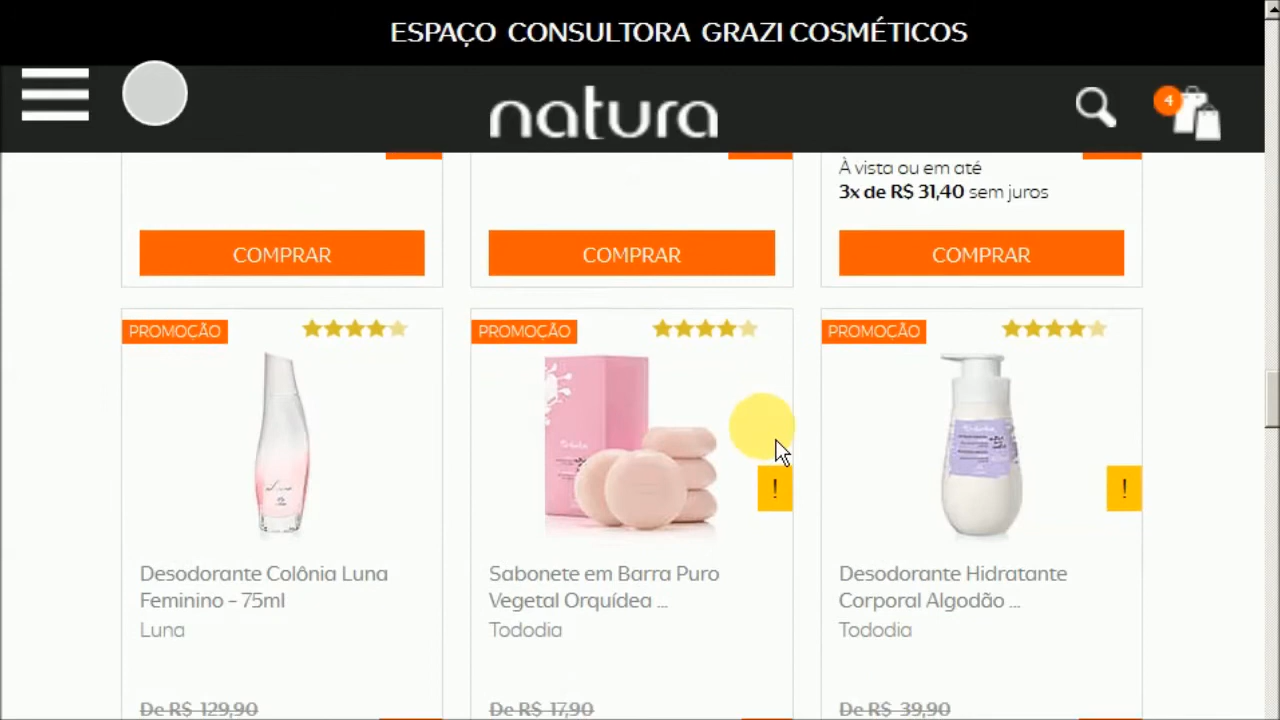 ESPAÇO CONSULTORA GRAZI COSMÉTICOS
natura
4
À vista ou em até
3x de R$ 31,40 sem juros
COMPRAR
COMPRAR
COMPRAR
PROMOÇÃO
PROMOÇÃO
PROMOÇÃO
!
!
Desodorante Colônia Luna
Feminino - 75ml
Luna
Sabonete em Barra Puro
Vegetal Orquídea ...
Tododia
Desodorante Hidratante
Corporal Algodão ...
Tododia
De R$ 129,90
De R$ 17,90
De R$ 39,90